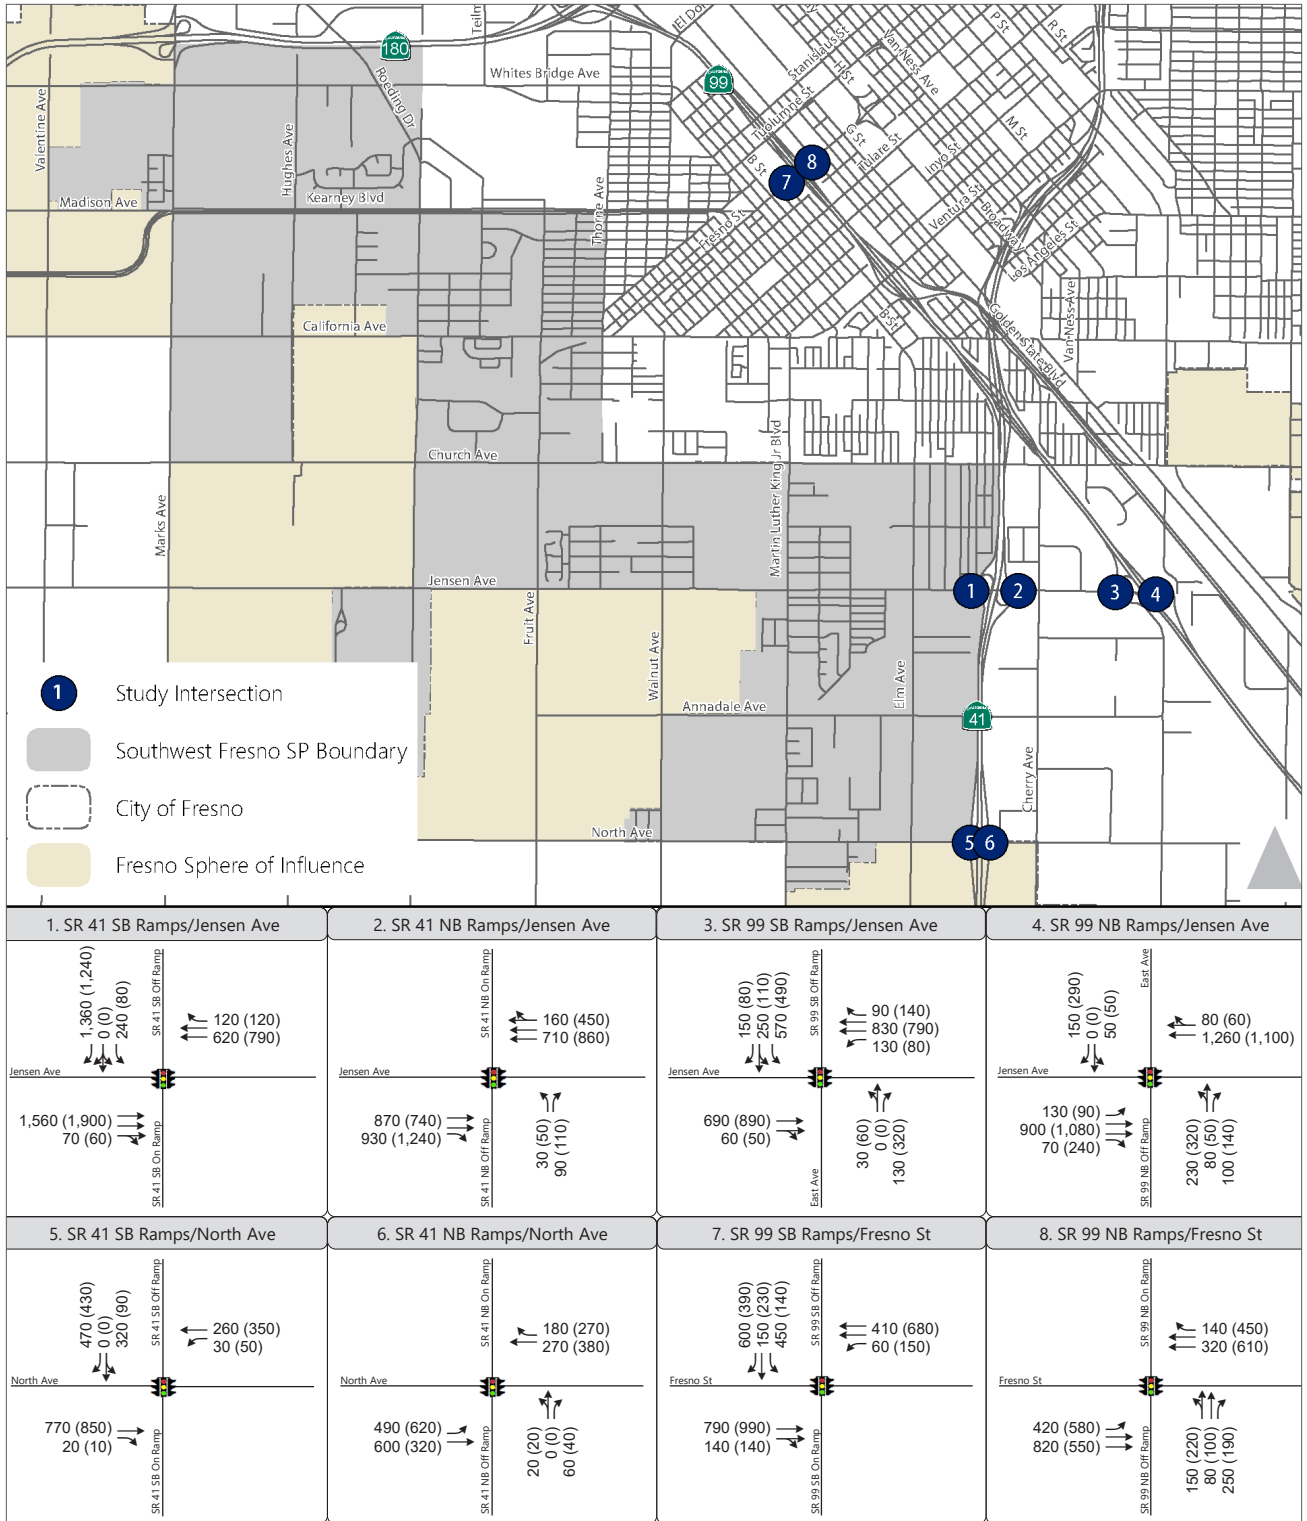 180
99
41
El Dor
Teilm
Whites Bridge Ave
Roeding Dr
Valentine Ave
Hughes Ave
Kearney Blvd
Madison Ave
Thorne Ave
Stanislaus St
Van Ness Ave
P St
R St
H St
Tuolumne St
G St
Tulare St
M St
Inyo St
B St
Ventura St
Broadway
Los Angeles St
Fresno St
Van Ness Ave
Golden State Blvd
B St
California Ave
Church Ave
Martin Luther King Jr Blvd
Marks Ave
Jensen Ave
Fruit Ave
Walnut Ave
Elm Ave
Annadale Ave
Cherry Ave
North Ave
8
7
1
2
3
4
5
6
1 Study Intersection
Southwest Fresno SP Boundary
City of Fresno
Fresno Sphere of Influence
1. SR 41 SB Ramps/Jensen Ave
1,360 (1,240)
0 (0)
240 (80)
SR 41 SB Off Ramp
120 (120)
620 (790)
Jensen Ave
1,560 (1,900)
70 (60)
SR 41 SB On Ramp
2. SR 41 NB Ramps/Jensen Ave
SR 41 NB On Ramp
160 (450)
710 (860)
Jensen Ave
870 (740)
930 (1,240)
SR 41 NB Off Ramp
30 (50)
90 (110)
3. SR 99 SB Ramps/Jensen Ave
150 (80)
250 (110)
570 (490)
SR 99 SB Off Ramp
90 (140)
830 (790)
130 (80)
Jensen Ave
690 (890)
60 (50)
East Ave
30 (60)
0 (0)
130 (320)
4. SR 99 NB Ramps/Jensen Ave
150 (290)
0 (0)
50 (50)
East Ave
80 (60)
1,260 (1,100)
Jensen Ave
130 (90)
900 (1,080)
70 (240)
SR 99 NB Off Ramp
230 (320)
80 (50)
100 (140)
5. SR 41 SB Ramps/North Ave
470 (430)
0 (0)
320 (90)
SR 41 SB Off Ramp
260 (350)
30 (50)
North Ave
770 (850)
20 (10)
SR 41 SB On Ramp
6. SR 41 NB Ramps/North Ave
SR 41 NB On Ramp
180 (270)
270 (380)
North Ave
490 (620)
600 (320)
SR 41 NB Off Ramp
20 (20)
0 (0)
60 (40)
7. SR 99 SB Ramps/Fresno St
600 (390)
150 (230)
450 (140)
SR 99 SB Off Ramp
410 (680)
60 (150)
Fresno St
790 (990)
140 (140)
SR 99 SB On Ramp
8. SR 99 NB Ramps/Fresno St
SR 99 NB On Ramp
140 (450)
320 (610)
Fresno St
420 (580)
820 (550)
SR 99 NB Off Ramp
150 (220)
80 (100)
250 (190)